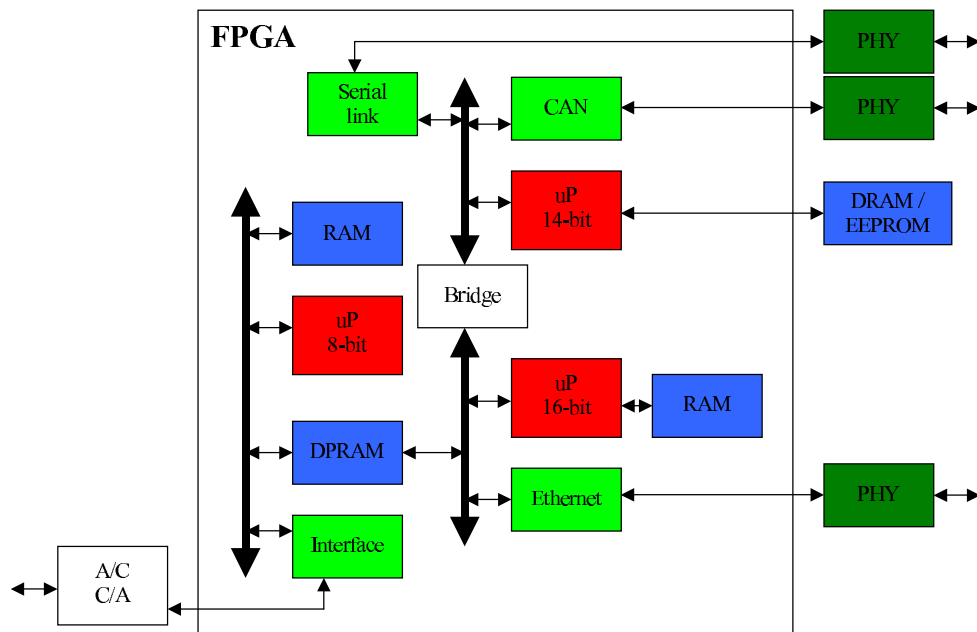 FPGA
PHY
Serial
link
CAN
PHY
uP
14-bit
DRAM /
EEPROM
RAM
Bridge
uP
8-bit
uP
16-bit
RAM
DPRAM
Ethernet
PHY
Interface
A/C
C/A